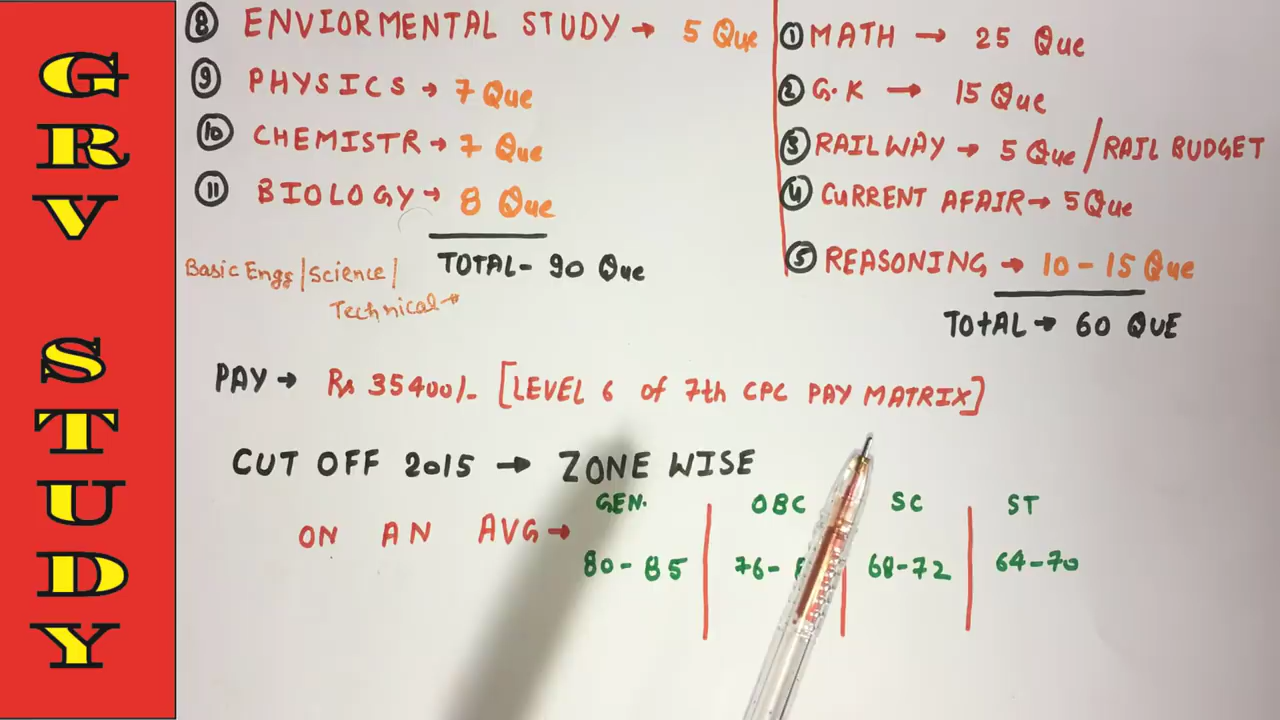 GRV STUDY
8 ENVIORMENTAL STUDY → 5 Que
9 PHYSICS → 7 Que
10 CHEMISTR → 7 Que
11 BIOLOGY → 8 Que
TOTAL - 90 Que
Basic Engg | Science |
Technical →
1 MATH → 25 Que
2 G.K → 15 Que
3 RAILWAY → 5 Que / RAIL BUDGET
4 CURRENT AFAIR → 5 Que
5 REASONING → 10 - 15 Que
TOTAL → 60 QUE
PAY → Rs 35400/- [LEVEL 6 of 7th CPC PAY MATRIX]
CUT OFF 2015 → ZONE WISE
GEN. OBC SC ST
ON AN AVG → 80 - 85 76 - 68 - 72 64 - 70